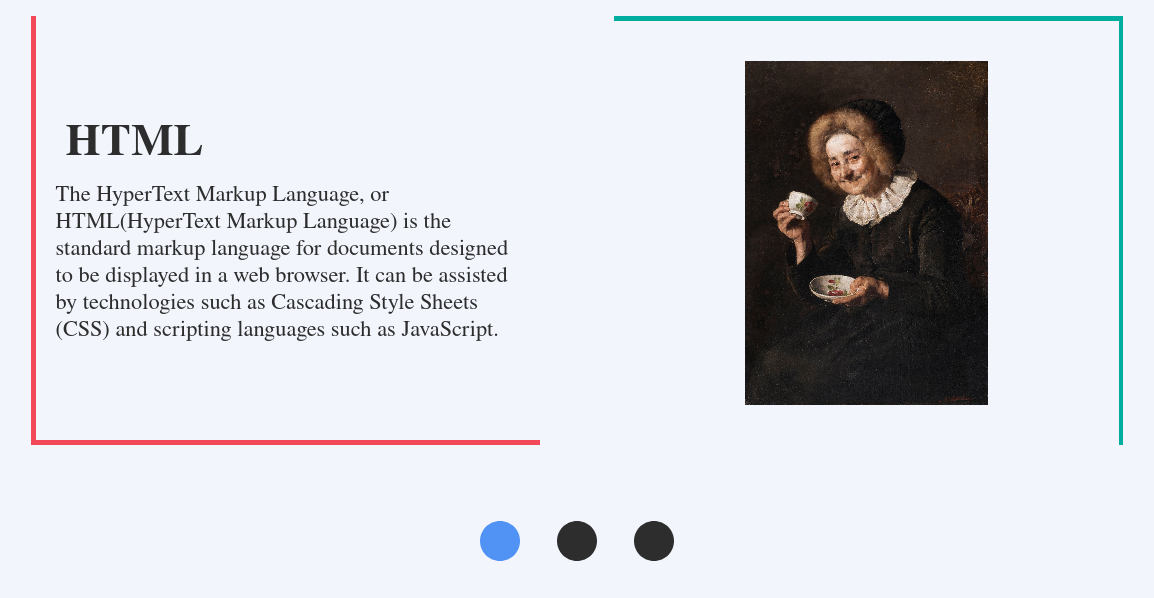 HTML
The HyperText Markup Language, or
HTML(HyperText Markup Language) is the
standard markup language for documents designed
to be displayed in a web browser. It can be assisted
by technologies such as Cascading Style Sheets
(CSS) and scripting languages such as JavaScript.